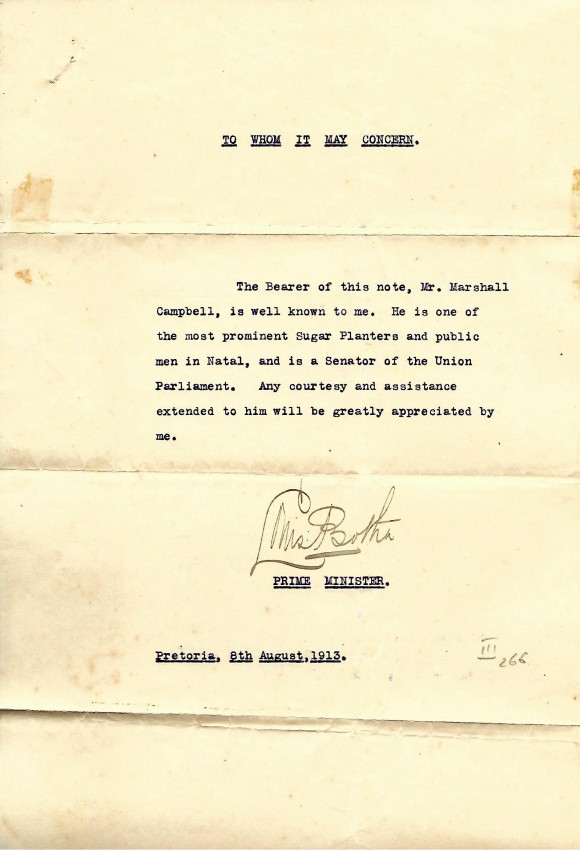 TO WHOM IT MAY CONCERN.
The Bearer of this note, Mr. Marshall
Campbell, is well known to me. He is one of
the most prominent Sugar Planters and public
men in Natal, and is a Senator of the Union
Parliament. Any courtesy and assistance
extended to him will be greatly appreciated by
me.
Louis Botha
PRIME MINISTER.
Pretoria, 8th August,1913.
III
266